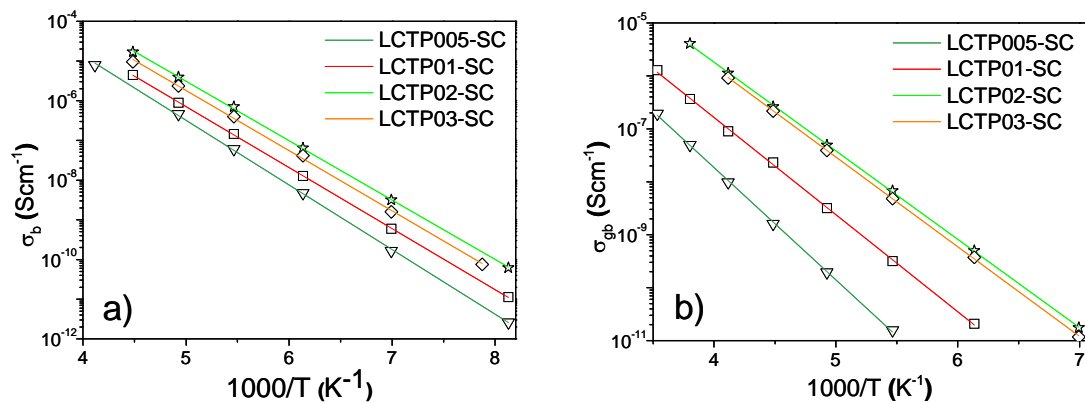 10⁻⁴
10⁻⁶
10⁻⁸
10⁻¹⁰
10⁻¹²
σb (Scm⁻¹)
LCTP005-SC
LCTP01-SC
LCTP02-SC
LCTP03-SC
a)
4 5 6 7 8
1000/T (K⁻¹)
10⁻⁵
10⁻⁷
10⁻⁹
10⁻¹¹
σgb (Scm⁻¹)
LCTP005-SC
LCTP01-SC
LCTP02-SC
LCTP03-SC
b)
4 5 6 7
1000/T (K⁻¹)